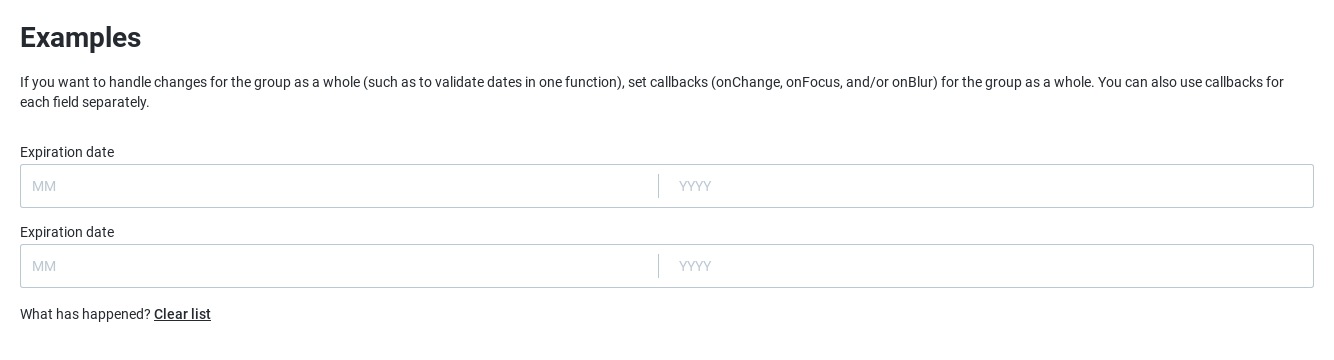 Examples
If you want to handle changes for the group as a whole (such as to validate dates in one function), set callbacks (onChange, onFocus, and/or onBlur) for the group as a whole. You can also use callbacks for
each field separately.
Expiration date
MM YYYY
Expiration date
MM YYYY
What has happened? Clear list